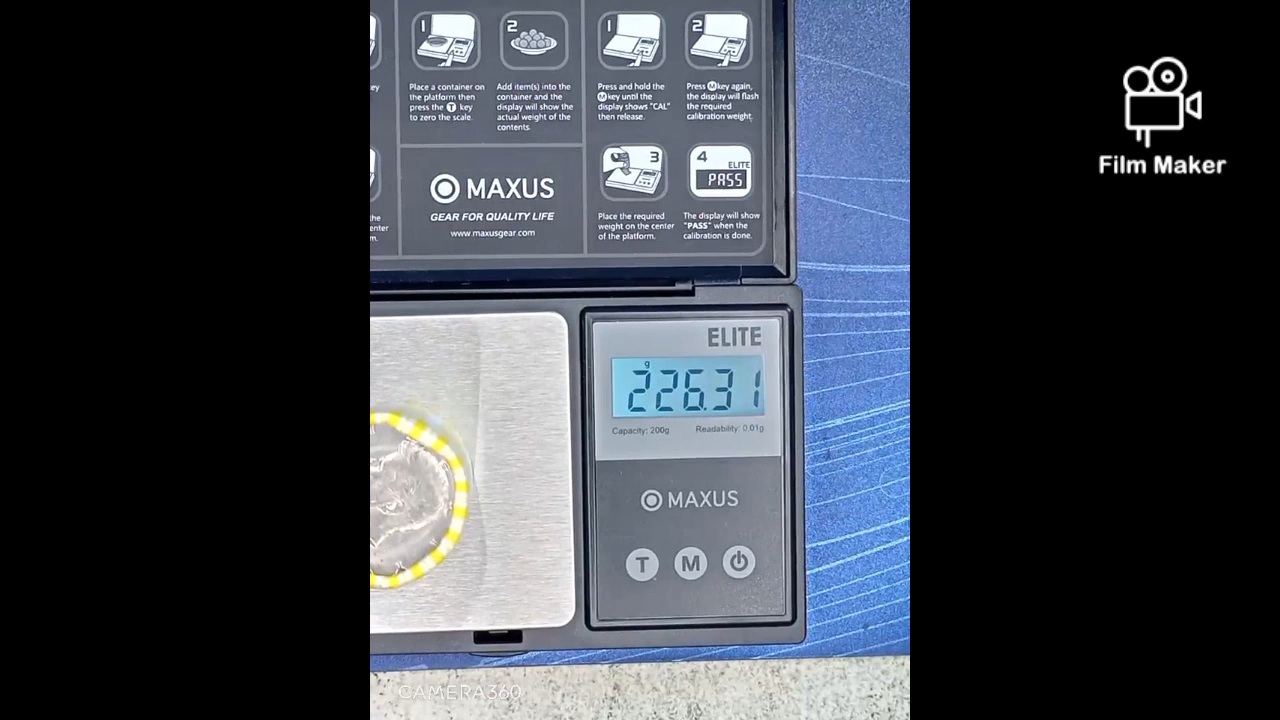 1
2
1
2
Place a container on
the platform then
press the T key
to zero the scale.
Add item(s) into the
container and the
display will show the
actual weight of the
contents.
Press and hold the
M key until the
display shows "CAL"
then release.
Press M key again,
the display will flash
the required
calibration weight.
MAXUS
GEAR FOR QUALITY LIFE
www.maxusgear.com
3
4
ELITE
PASS
Place the required
weight on the center
of the platform.
The display will show
"PASS" when the
calibration is done.
ELITE
g
226.31
Capacity: 200g
Readability: 0.01g
MAXUS
T M
CAMERA360
Film Maker